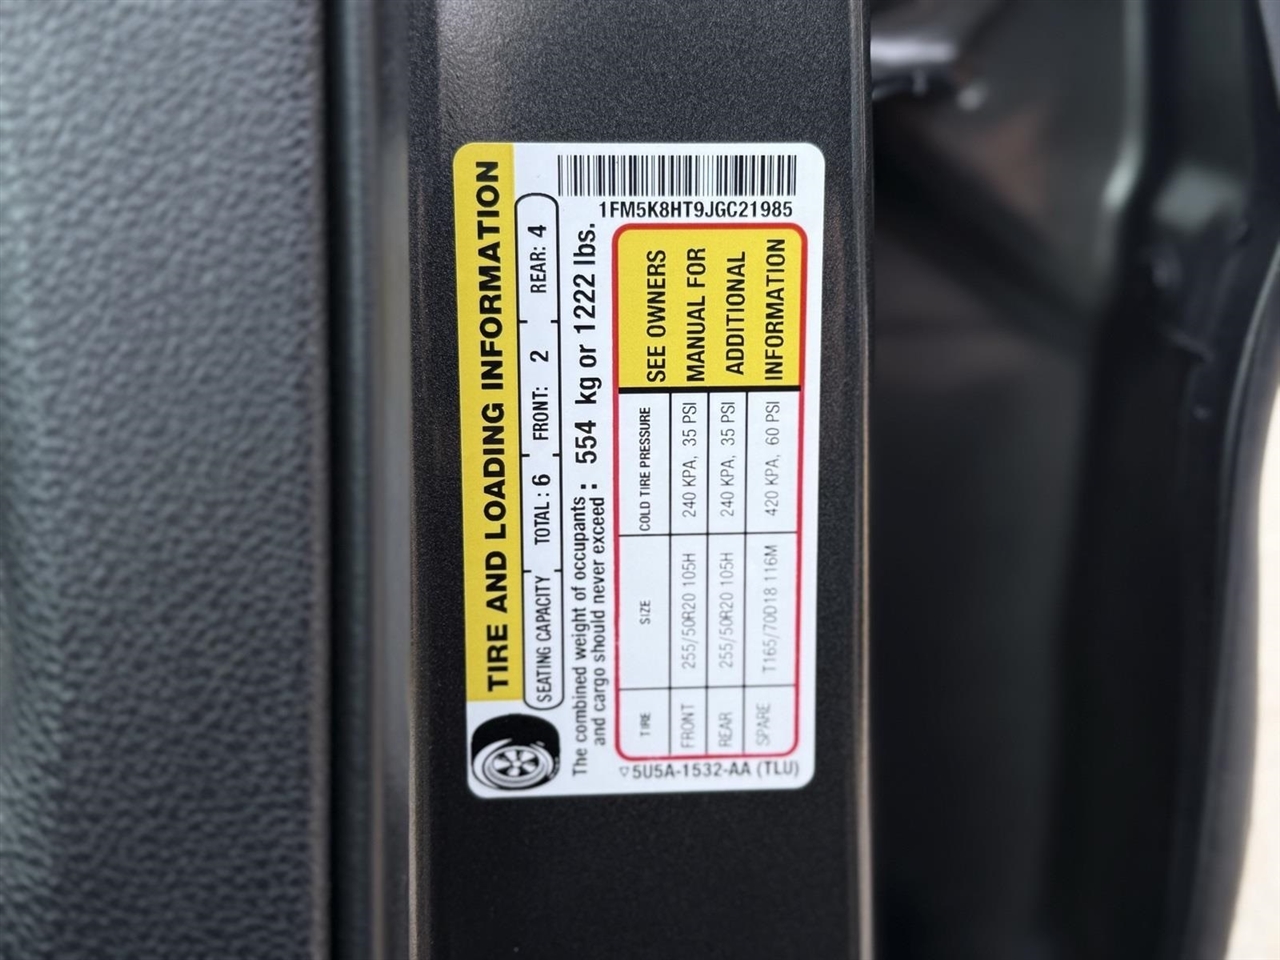 TIRE AND LOADING INFORMATION
SEATING CAPACITY TOTAL: 6 FRONT: 2 REAR: 4
The combined weight of occupants
and cargo should never exceed: 554 kg or 1222 lbs.
1FM5K8HT9JGC21985
TIRE SIZE COLD TIRE PRESSURE
FRONT 255/50R20 105H 240 KPA, 35 PSI
REAR 255/50R20 105H 240 KPA, 35 PSI
SPARE T165/70D18 116M 420 KPA, 60 PSI
SEE OWNERS
MANUAL FOR
ADDITIONAL
INFORMATION
▽5U5A-1532-AA (TLU)